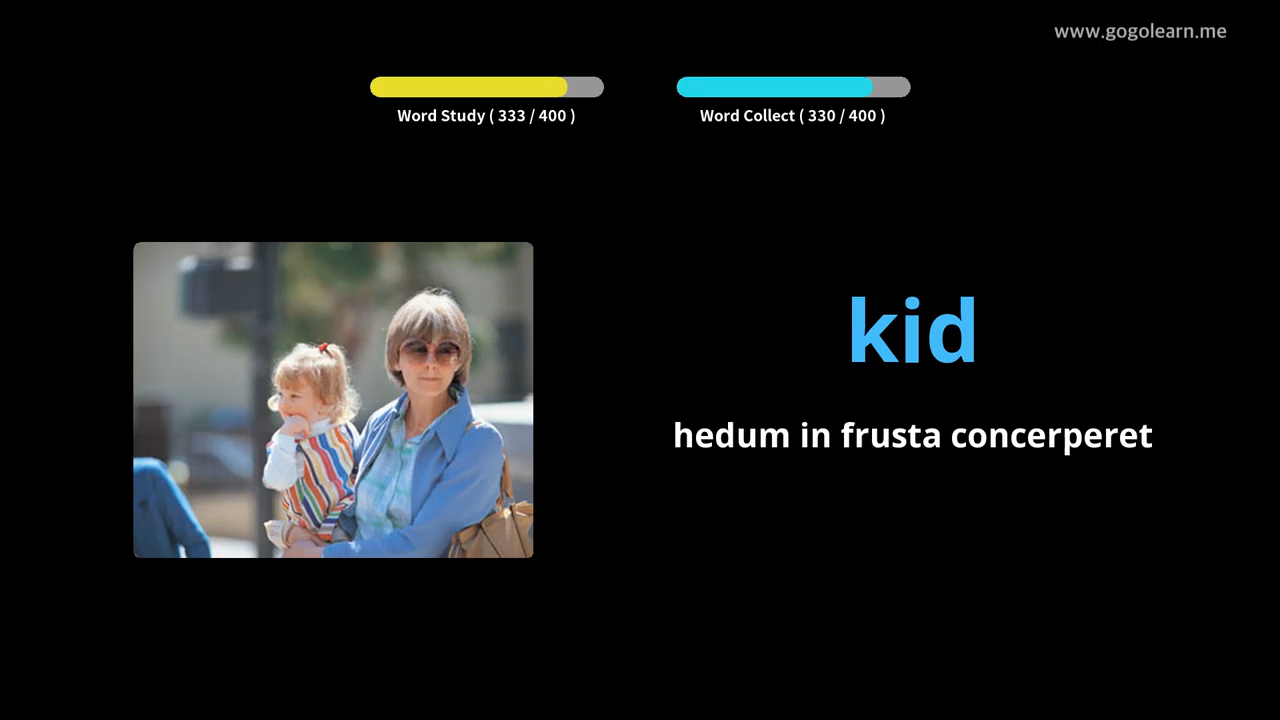 www.gogolearn.me
Word Study ( 333 / 400 )
Word Collect ( 330 / 400 )
kid
hedum in frusta concerperet